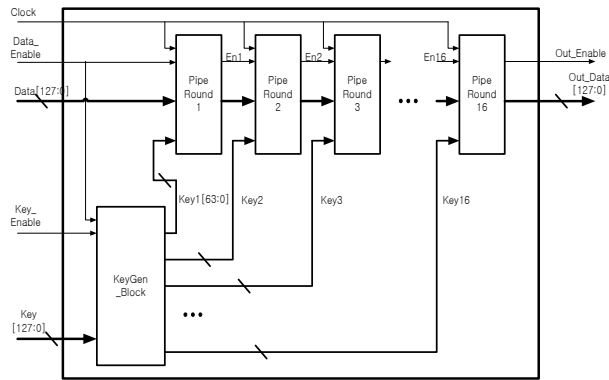 Clock
Data_
Enable
Data[127:0]
Key_
Enable
Key
[127:0]
Pipe
Round
1
En1
Pipe
Round
2
En2
Pipe
Round
3
•••
En16
Pipe
Round
16
Out_Enable
Out_Data
[127:0]
Key1[63:0]
Key2
Key3
Key16
KeyGen
_Block
•••